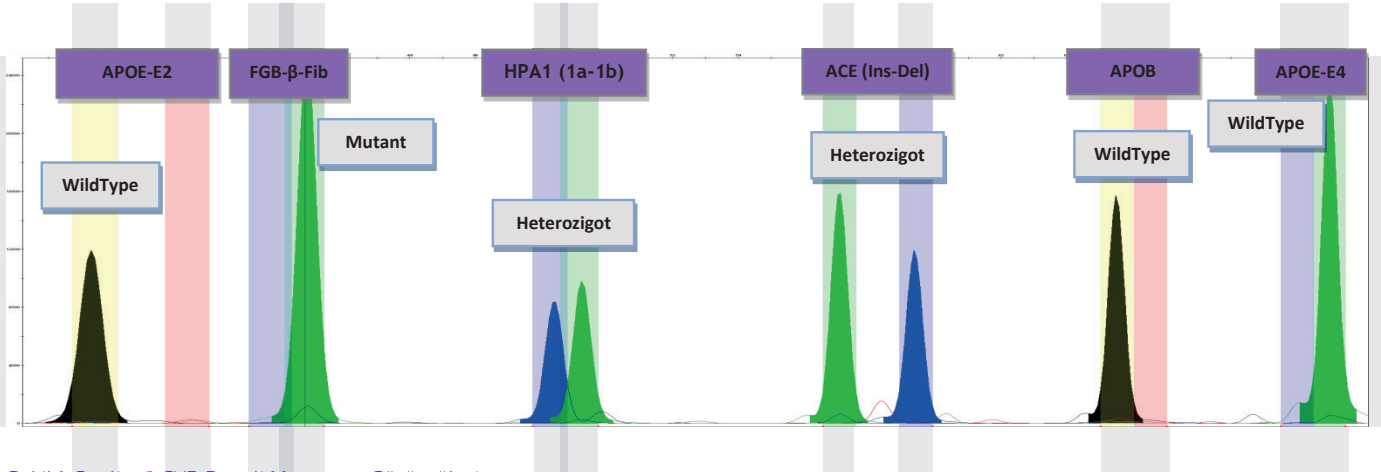 APOE-E2
FGB-β-Fib
HPA1 (1a-1b)
ACE (Ins-Del)
APOB
APOE-E4
WildType
Mutant
Heterozigot
Heterozigot
WildType
WildType